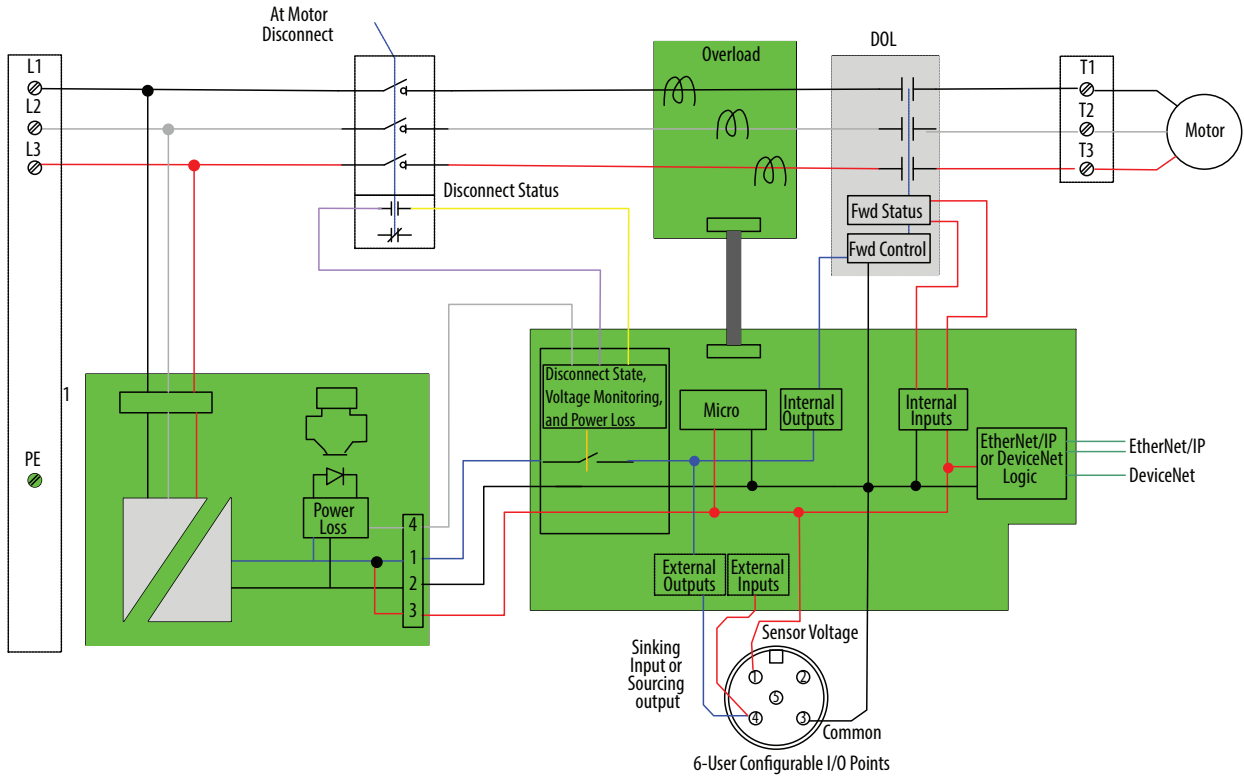 At Motor
Disconnect
L1
L2
L3
Overload
DOL
T1
T2
T3
Motor
Disconnect Status
Fwd Status
Fwd Control
1
PE
Disconnect State,
Voltage Monitoring,
and Power Loss
Micro
Internal
Outputs
Internal
Inputs
EtherNet/IP
or DeviceNet
Logic
EtherNet/IP
DeviceNet
Power
Loss
4
1
2
3
External
Outputs
External
Inputs
Sensor Voltage
Sinking
Input or
Sourcing
output
1
2
5
4
3
Common
6-User Configurable I/O Points